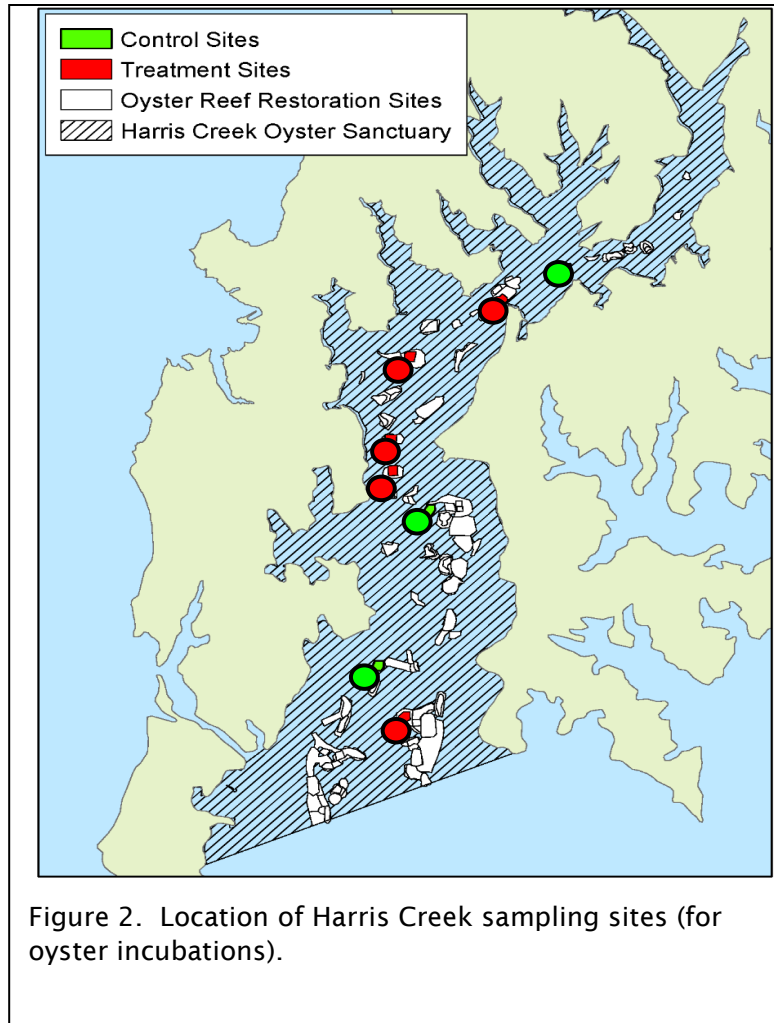 Control Sites
Treatment Sites
Oyster Reef Restoration Sites
Harris Creek Oyster Sanctuary
Figure 2.  Location of Harris Creek sampling sites (for
oyster incubations).